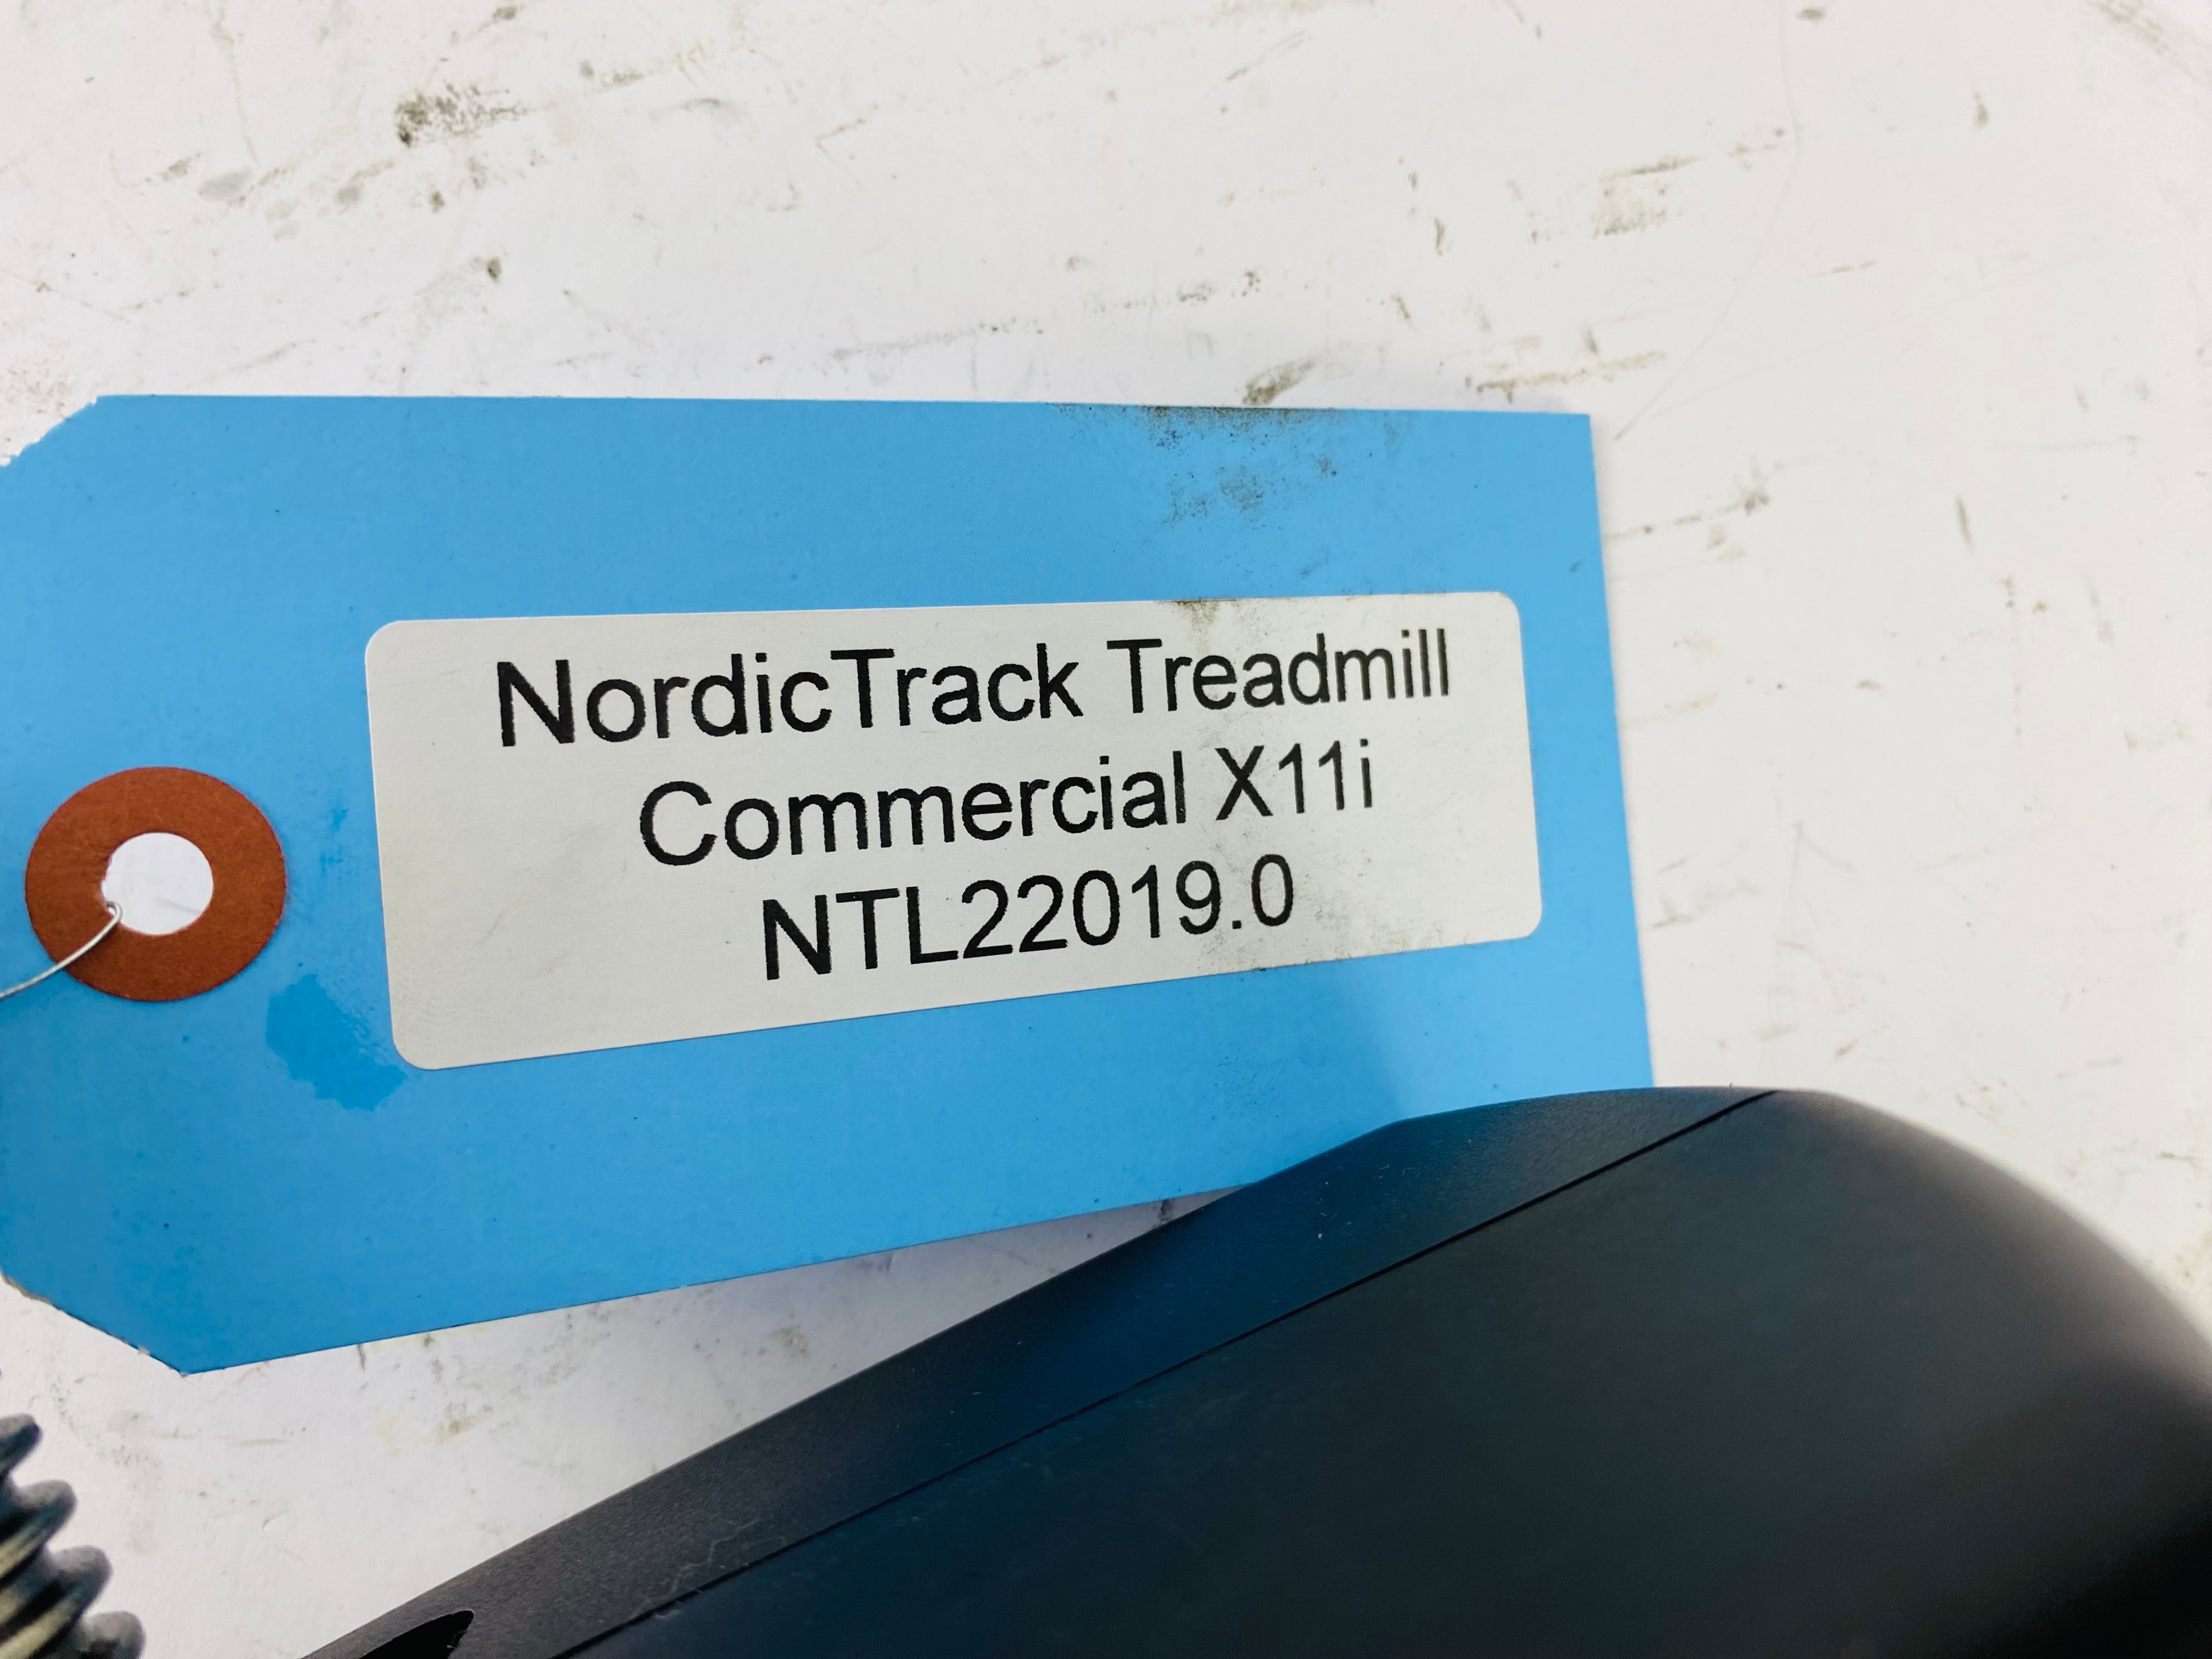 NordicTrack Treadmill
Commercial X11i
NTL22019.0